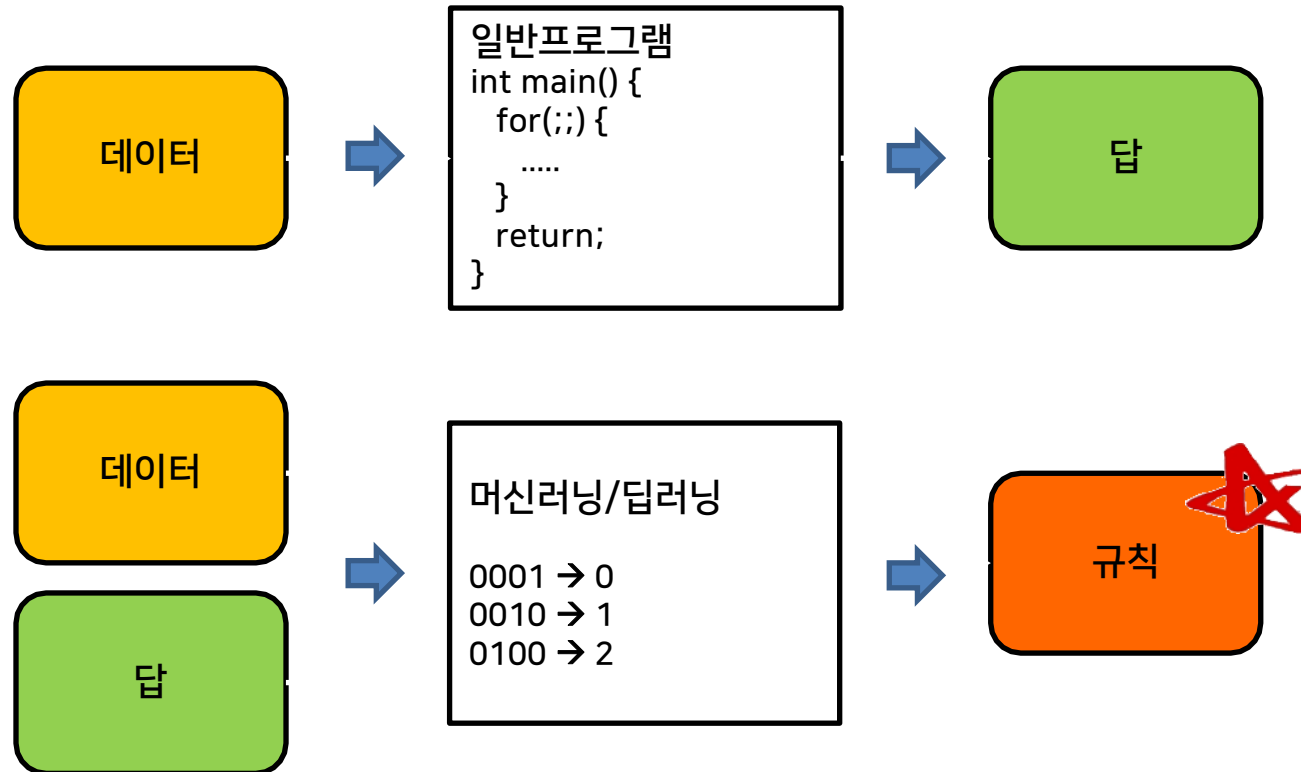 데이터
일반프로그램
int main() {
for(;;) {
.....
}
return;
}
답
데이터
답
머신러닝/딥러닝
0001 → 0
0010 → 1
0100 → 2
규칙